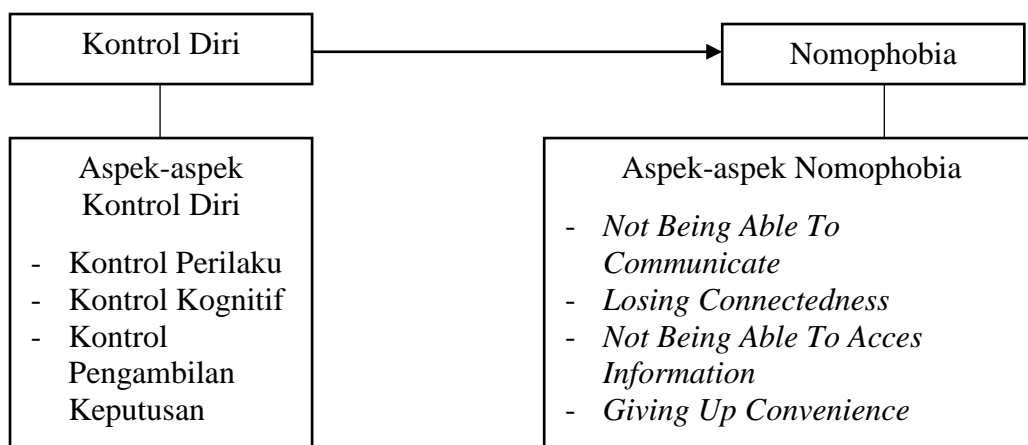 Kontrol Diri
Nomophobia
Aspek-aspek
Kontrol Diri
- Kontrol Perilaku
- Kontrol Kognitif
- Kontrol
Pengambilan
Keputusan
Aspek-aspek Nomophobia
- Not Being Able To
Communicate
- Losing Connectedness
- Not Being Able To Acces
Information
- Giving Up Convenience